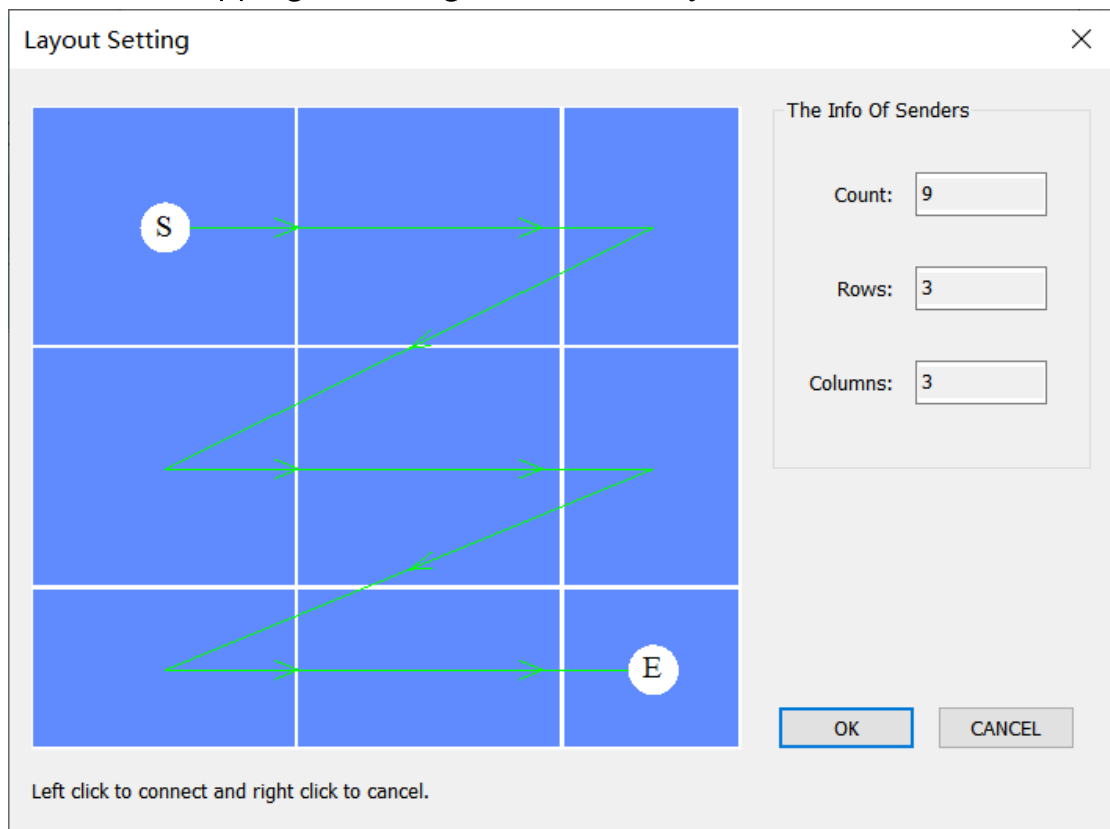 Layout Setting
The Info Of Senders
S
Count: 9
Rows: 3
Columns: 3
E
OK
CANCEL
Left click to connect and right click to cancel.